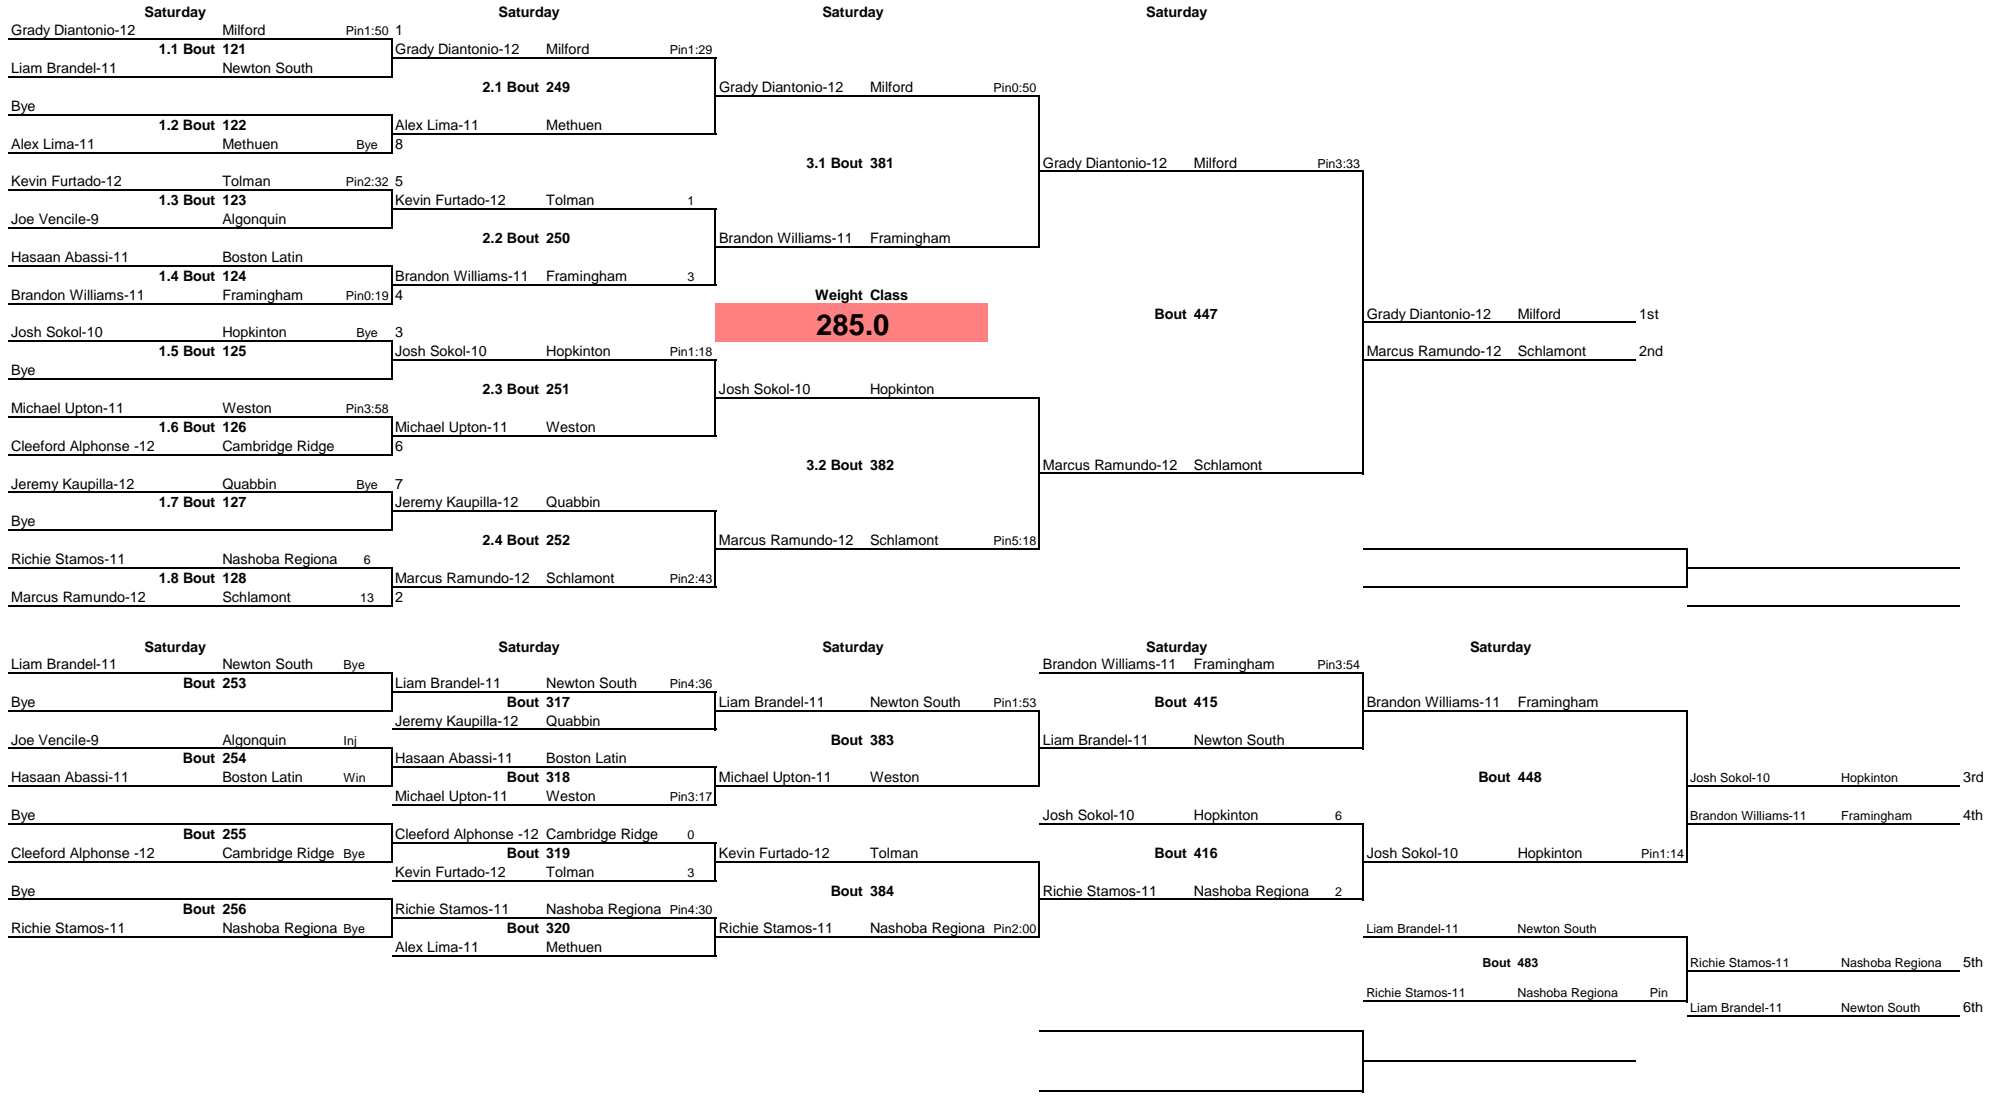 Saturday Saturday Saturday Saturday
Grady Diantonio-12 Milford Pin1:50 1
1.1 Bout 121 Grady Diantonio-12 Milford Pin1:29
Liam Brandel-11 Newton South
2.1 Bout 249 Grady Diantonio-12 Milford Pin0:50
Bye
1.2 Bout 122 Alex Lima-11 Methuen
Alex Lima-11 Methuen Bye 8
3.1 Bout 381 Grady Diantonio-12 Milford Pin3:33
Kevin Furtado-12 Tolman Pin2:32 5
1.3 Bout 123 Kevin Furtado-12 Tolman 1
Joe Vencile-9 Algonquin
2.2 Bout 250 Brandon Williams-11 Framingham
Hasaan Abassi-11 Boston Latin
1.4 Bout 124 Brandon Williams-11 Framingham 3
Brandon Williams-11 Framingham Pin0:19 4 Weight Class
285.0 Bout 447 Grady Diantonio-12 Milford 1st
Josh Sokol-10 Hopkinton Bye 3
1.5 Bout 125 Josh Sokol-10 Hopkinton Pin1:18 Marcus Ramundo-12 Schlamont 2nd
Bye
2.3 Bout 251 Josh Sokol-10 Hopkinton
Michael Upton-11 Weston Pin3:58
1.6 Bout 126 Michael Upton-11 Weston
Cleeford Alphonse -12 Cambridge Ridge 6
3.2 Bout 382 Marcus Ramundo-12 Schlamont
Jeremy Kaupilla-12 Quabbin Bye 7
1.7 Bout 127 Jeremy Kaupilla-12 Quabbin
Bye
2.4 Bout 252 Marcus Ramundo-12 Schlamont Pin5:18
Richie Stamos-11 Nashoba Regiona 6
1.8 Bout 128 Marcus Ramundo-12 Schlamont Pin2:43
Marcus Ramundo-12 Schlamont 13 2
Saturday Saturday Saturday Saturday Saturday
Liam Brandel-11 Newton South Bye Brandon Williams-11 Framingham Pin3:54
Bout 253 Liam Brandel-11 Newton South Pin4:36
Bye Bout 317 Liam Brandel-11 Newton South Pin1:53 Bout 415 Brandon Williams-11 Framingham
Jeremy Kaupilla-12 Quabbin
Joe Vencile-9 Algonquin Inj Bout 383 Liam Brandel-11 Newton South
Bout 254 Hasaan Abassi-11 Boston Latin
Hasaan Abassi-11 Boston Latin Win Bout 318 Michael Upton-11 Weston Bout 448 Josh Sokol-10 Hopkinton 3rd
Michael Upton-11 Weston Pin3:17
Bye Josh Sokol-10 Hopkinton 6 Brandon Williams-11 Framingham 4th
Bout 255 Cleeford Alphonse -12 Cambridge Ridge 0
Cleeford Alphonse -12 Cambridge Ridge Bye Bout 319 Kevin Furtado-12 Tolman Bout 416 Josh Sokol-10 Hopkinton Pin1:14
Kevin Furtado-12 Tolman 3
Bye Bout 384 Richie Stamos-11 Nashoba Regiona 2
Bout 256 Richie Stamos-11 Nashoba Regiona Pin4:30
Richie Stamos-11 Nashoba Regiona Bye Bout 320 Richie Stamos-11 Nashoba Regiona Pin2:00 Liam Brandel-11 Newton South
Alex Lima-11 Methuen
Bout 483 Richie Stamos-11 Nashoba Regiona 5th
Richie Stamos-11 Nashoba Regiona Pin
Liam Brandel-11 Newton South 6th